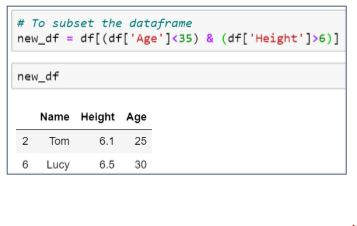 # To subset the dataframe
new_df = df[(df['Age']<35) & (df['Height']>6)]
new_df
Name Height Age
2 Tom 6.1 25
6 Lucy 6.5 30